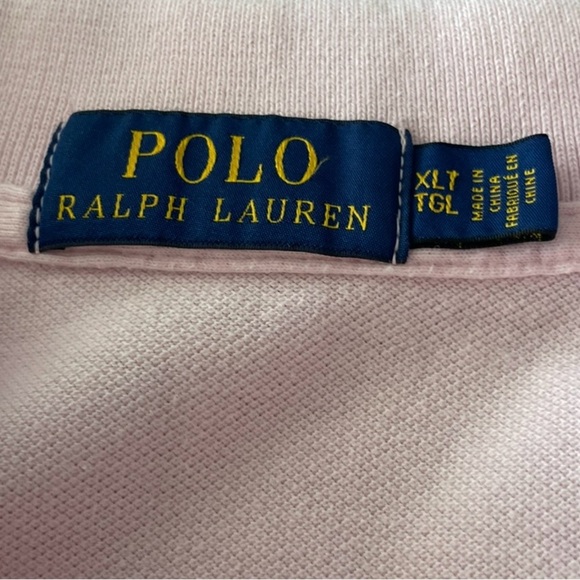 POLO
RALPH LAUREN
XLT
TGL
MADE IN
CHINA
FABRIQUÉ EN
CHINE